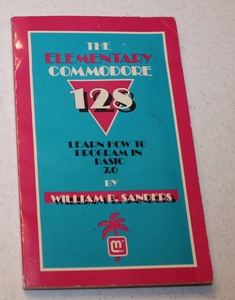 THE
ELEMENTARY
COMMODORE
128
LEARN HOW TO
PROGRAM IN
BASIC
7.0
BY
WILLIAM B. SANDERS
m